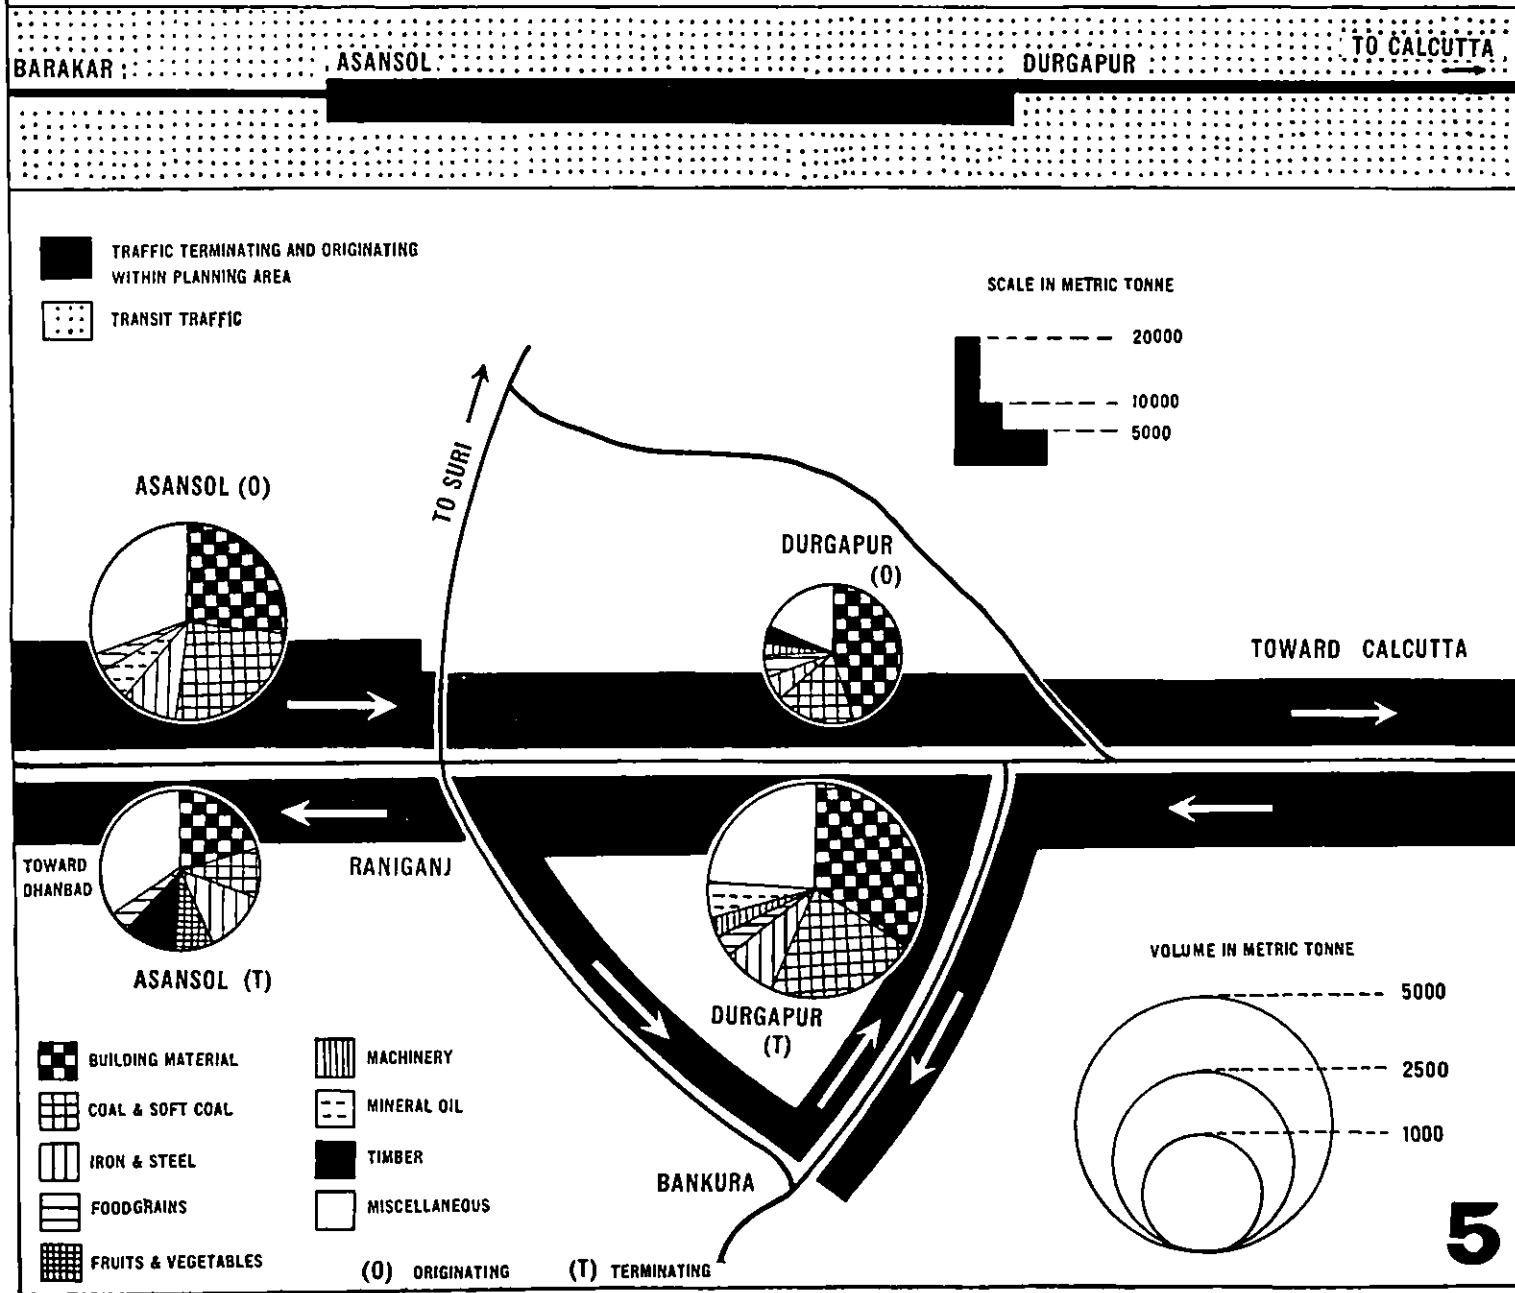 BARAKAR
ASANSOL
DURGAPUR
TO CALCUTTA
TRAFFIC TERMINATING AND ORIGINATING
WITHIN PLANNING AREA
TRANSIT TRAFFIC
SCALE IN METRIC TONNE
20000
10000
5000
TO SURI
ASANSOL (O)
DURGAPUR
(O)
TOWARD CALCUTTA
TOWARD
DHANBAD
RANIGANJ
ASANSOL (T)
DURGAPUR
(T)
BANKURA
VOLUME IN METRIC TONNE
5000
2500
1000
BUILDING MATERIAL
COAL & SOFT COAL
IRON & STEEL
FOODGRAINS
FRUITS & VEGETABLES
MACHINERY
MINERAL OIL
TIMBER
MISCELLANEOUS
(O) ORIGINATING
(T) TERMINATING
5